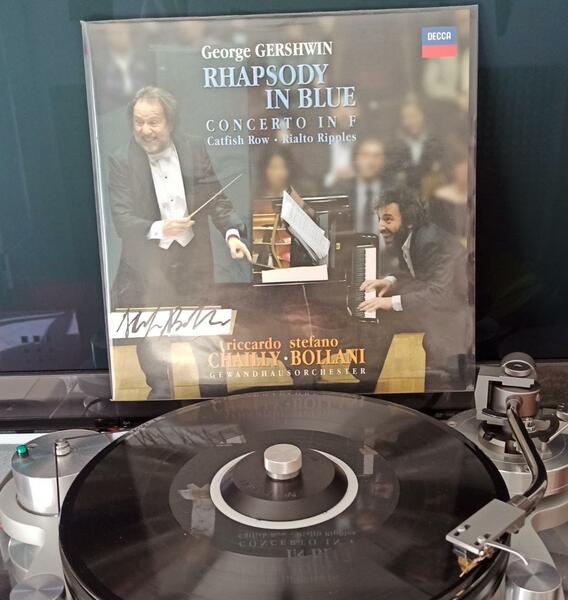 DECCA
George GERSHWIN
RHAPSODY
IN BLUE
CONCERTO IN F
Catfish Row · Rialto Ripples
riccardo stefano
CHAILLY · BOLLANI
GEWANDHAUSORCHESTER